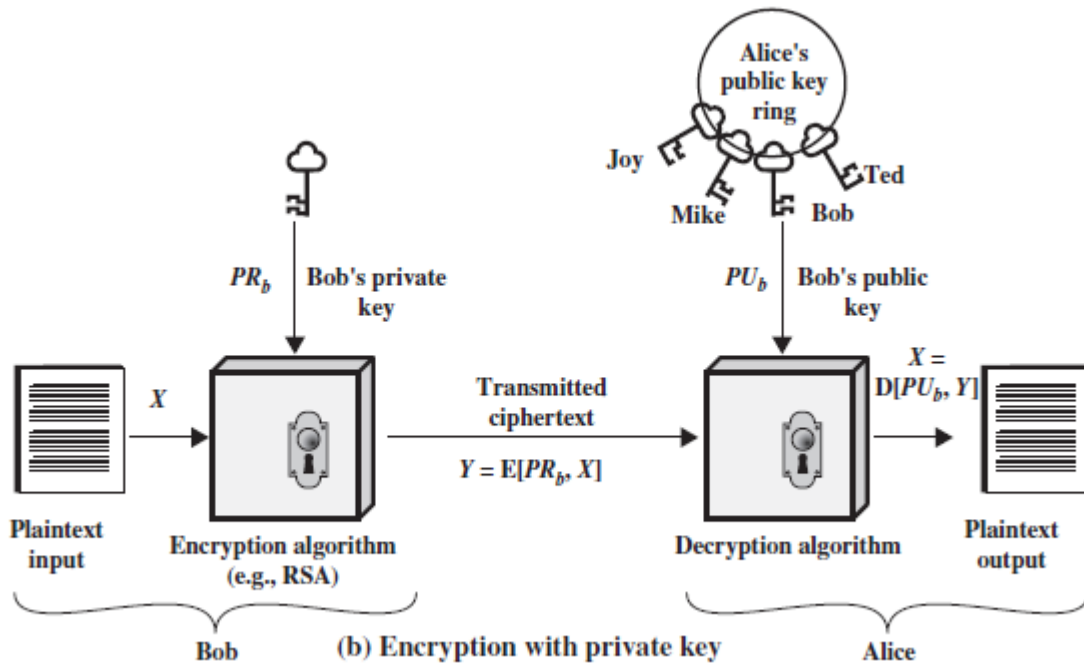 Alice's
public key
ring
Joy
Mike
Bob
Ted
PR_b
Bob's private
key
PU_b
Bob's public
key
X
Transmitted
ciphertext
Y = E[PR_b, X]
X =
D[PU_b, Y]
Plaintext
input
Encryption algorithm
(e.g., RSA)
Decryption algorithm
Plaintext
output
Bob
(b) Encryption with private key
Alice